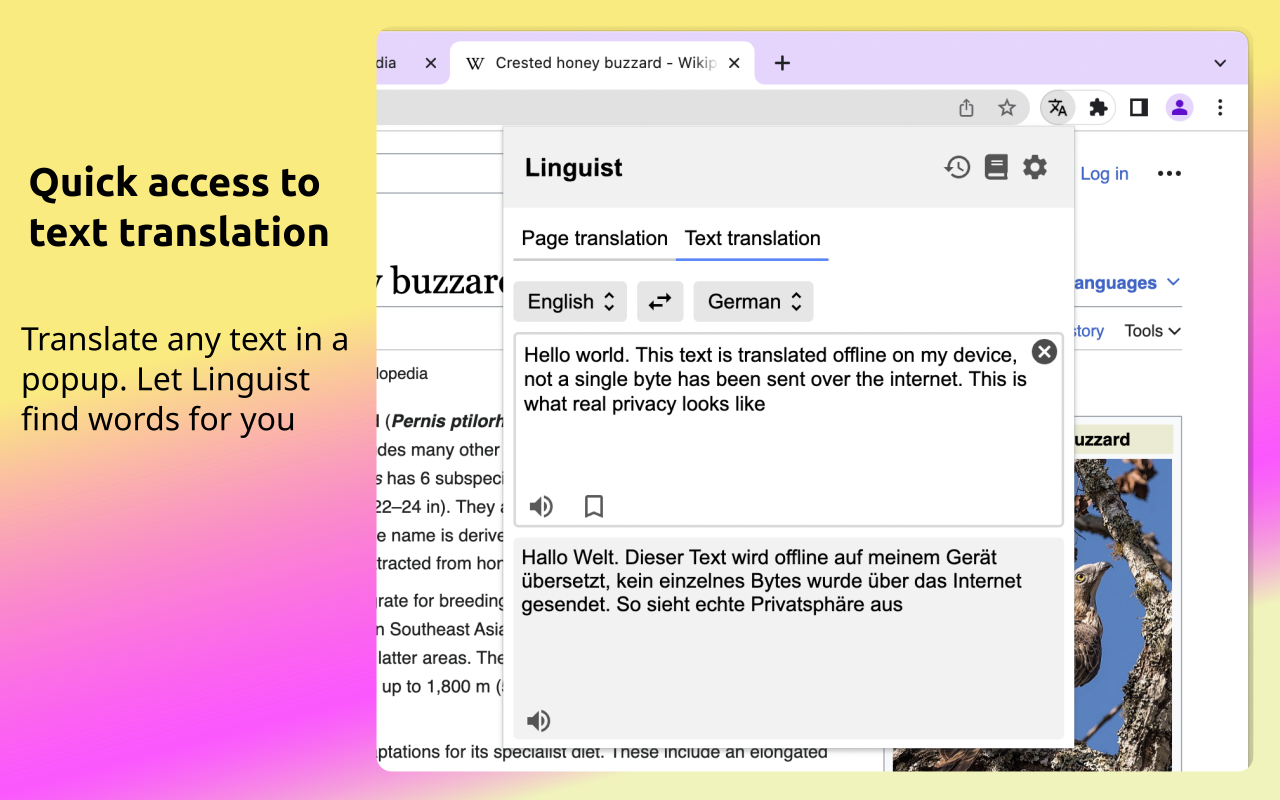 Quick access to
text translation
Translate any text in a
popup. Let Linguist
find words for you
dia
Crested honey buzzard - Wikip
Linguist
Log in
Page translation
Text translation
y buzzard
anguages
English
German
story
Tools
lopedia
Hello world. This text is translated offline on my device,
not a single byte has been sent over the internet. This is
what real privacy looks like
l (Pernis ptilorh
des many other
s has 6 subspeci
22–24 in). They a
e name is derive
tracted from hon
uzzard
Hallo Welt. Dieser Text wird offline auf meinem Gerät
übersetzt, kein einzelnes Bytes wurde über das Internet
gesendet. So sieht echte Privatsphäre aus
rate for breeding
n Southeast Asia
latter areas. The
up to 1,800 m (
ptations for its specialist diet. These include an elongated